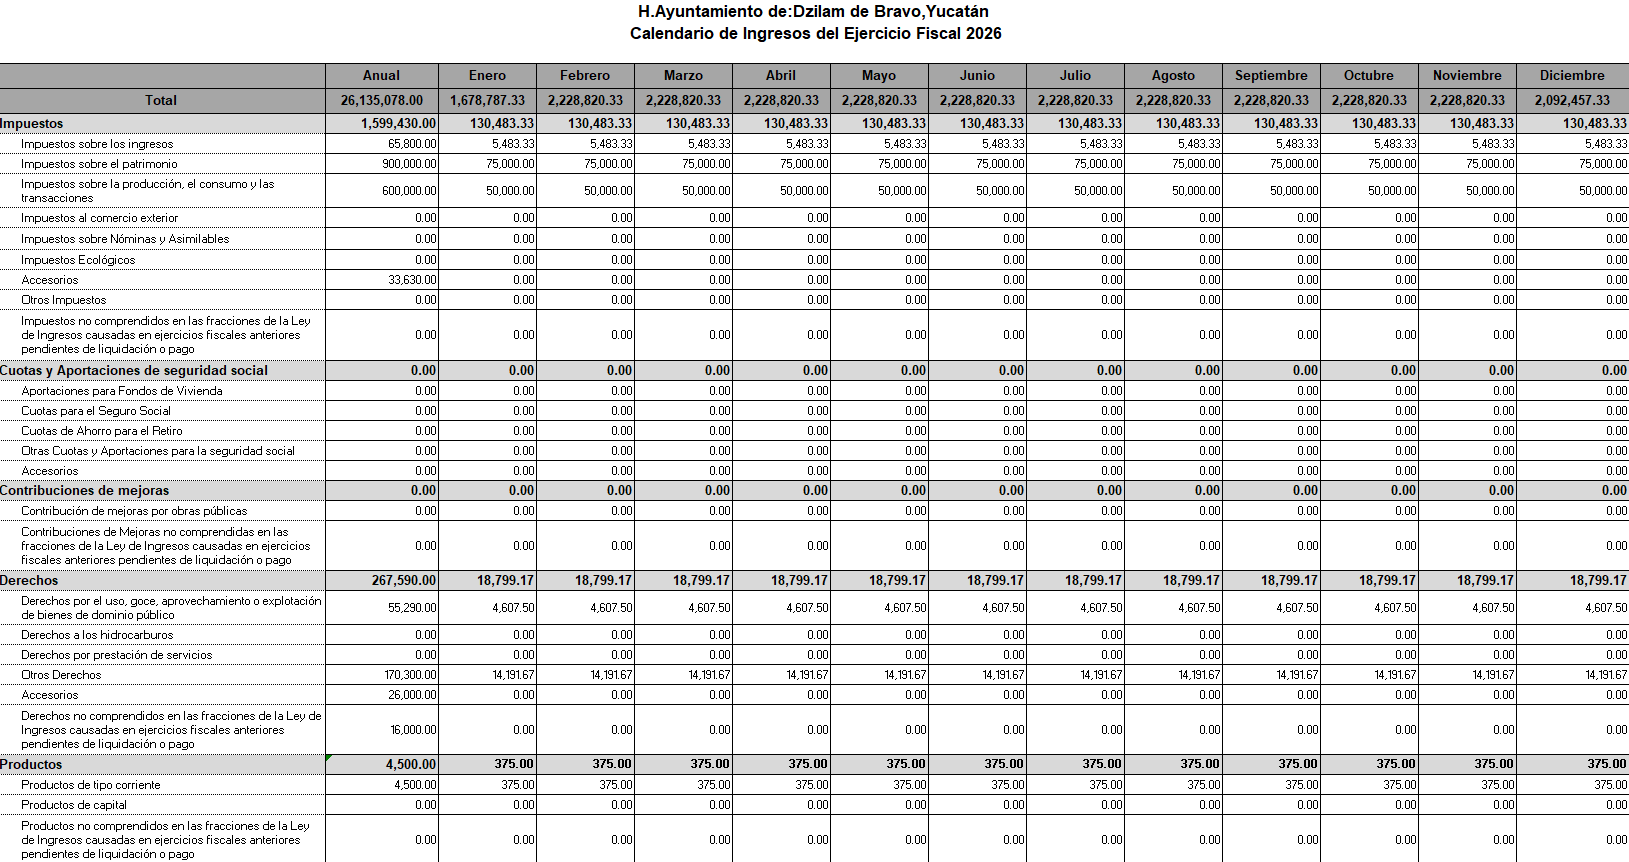 H.Ayuntamiento de:Dzilam de Bravo,Yucatán
Calendario de Ingresos del Ejercicio Fiscal 2026
Anual Enero Febrero Marzo Abril Mayo Junio Julio Agosto Septiembre Octubre Noviembre Diciembre
Total 26,135,078.00 1,678,787.33 2,228,820.33 2,228,820.33 2,228,820.33 2,228,820.33 2,228,820.33 2,228,820.33 2,228,820.33 2,228,820.33 2,228,820.33 2,228,820.33 2,092,457.33
Impuestos 1,599,430.00 130,483.33 130,483.33 130,483.33 130,483.33 130,483.33 130,483.33 130,483.33 130,483.33 130,483.33 130,483.33 130,483.33 130,483.33
Impuestos sobre los ingresos 65,800.00 5,483.33 5,483.33 5,483.33 5,483.33 5,483.33 5,483.33 5,483.33 5,483.33 5,483.33 5,483.33 5,483.33 5,483.33
Impuestos sobre el patrimonio 900,000.00 75,000.00 75,000.00 75,000.00 75,000.00 75,000.00 75,000.00 75,000.00 75,000.00 75,000.00 75,000.00 75,000.00 75,000.00
Impuestos sobre la producción, el consumo y las
transacciones 600,000.00 50,000.00 50,000.00 50,000.00 50,000.00 50,000.00 50,000.00 50,000.00 50,000.00 50,000.00 50,000.00 50,000.00 50,000.00
Impuestos al comercio exterior 0.00 0.00 0.00 0.00 0.00 0.00 0.00 0.00 0.00 0.00 0.00 0.00 0.00
Impuestos sobre Nóminas y Asimilables 0.00 0.00 0.00 0.00 0.00 0.00 0.00 0.00 0.00 0.00 0.00 0.00 0.00
Impuestos Ecológicos 0.00 0.00 0.00 0.00 0.00 0.00 0.00 0.00 0.00 0.00 0.00 0.00 0.00
Accesorios 33,630.00 0.00 0.00 0.00 0.00 0.00 0.00 0.00 0.00 0.00 0.00 0.00 0.00
Otros Impuestos 0.00 0.00 0.00 0.00 0.00 0.00 0.00 0.00 0.00 0.00 0.00 0.00 0.00
Impuestos no comprendidos en las fracciones de la Ley
de Ingresos causadas en ejercicios fiscales anteriores 0.00 0.00 0.00 0.00 0.00 0.00 0.00 0.00 0.00 0.00 0.00 0.00 0.00
pendientes de liquidación o pago
Cuotas y Aportaciones de seguridad social 0.00 0.00 0.00 0.00 0.00 0.00 0.00 0.00 0.00 0.00 0.00 0.00 0.00
Aportaciones para Fondos de Vivienda 0.00 0.00 0.00 0.00 0.00 0.00 0.00 0.00 0.00 0.00 0.00 0.00 0.00
Cuotas para el Seguro Social 0.00 0.00 0.00 0.00 0.00 0.00 0.00 0.00 0.00 0.00 0.00 0.00 0.00
Cuotas de Ahorro para el Retiro 0.00 0.00 0.00 0.00 0.00 0.00 0.00 0.00 0.00 0.00 0.00 0.00 0.00
Otras Cuotas y Aportaciones para la seguridad social 0.00 0.00 0.00 0.00 0.00 0.00 0.00 0.00 0.00 0.00 0.00 0.00 0.00
Accesorios 0.00 0.00 0.00 0.00 0.00 0.00 0.00 0.00 0.00 0.00 0.00 0.00 0.00
Contribuciones de mejoras 0.00 0.00 0.00 0.00 0.00 0.00 0.00 0.00 0.00 0.00 0.00 0.00 0.00
Contribución de mejoras por obras públicas 0.00 0.00 0.00 0.00 0.00 0.00 0.00 0.00 0.00 0.00 0.00 0.00 0.00
Contribuciones de Mejoras no comprendidas en las
fracciones de la Ley de Ingresos causadas en ejercicios 0.00 0.00 0.00 0.00 0.00 0.00 0.00 0.00 0.00 0.00 0.00 0.00 0.00
fiscales anteriores pendientes de liquidación o pago
Derechos 267,590.00 18,799.17 18,799.17 18,799.17 18,799.17 18,799.17 18,799.17 18,799.17 18,799.17 18,799.17 18,799.17 18,799.17 18,799.17
Derechos por el uso, goce, aprovechamiento o explotación
de bienes de dominio público 55,290.00 4,607.50 4,607.50 4,607.50 4,607.50 4,607.50 4,607.50 4,607.50 4,607.50 4,607.50 4,607.50 4,607.50 4,607.50
Derechos a los hidrocarburos 0.00 0.00 0.00 0.00 0.00 0.00 0.00 0.00 0.00 0.00 0.00 0.00 0.00
Derechos por prestación de servicios 0.00 0.00 0.00 0.00 0.00 0.00 0.00 0.00 0.00 0.00 0.00 0.00 0.00
Otros Derechos 170,300.00 14,191.67 14,191.67 14,191.67 14,191.67 14,191.67 14,191.67 14,191.67 14,191.67 14,191.67 14,191.67 14,191.67 14,191.67
Accesorios 26,000.00 0.00 0.00 0.00 0.00 0.00 0.00 0.00 0.00 0.00 0.00 0.00 0.00
Derechos no comprendidos en las fracciones de la Ley de
Ingresos causadas en ejercicios fiscales anteriores 16,000.00 0.00 0.00 0.00 0.00 0.00 0.00 0.00 0.00 0.00 0.00 0.00 0.00
pendientes de liquidación o pago
Productos 4,500.00 375.00 375.00 375.00 375.00 375.00 375.00 375.00 375.00 375.00 375.00 375.00 375.00
Productos de tipo corriente 4,500.00 375.00 375.00 375.00 375.00 375.00 375.00 375.00 375.00 375.00 375.00 375.00 375.00
Productos de capital 0.00 0.00 0.00 0.00 0.00 0.00 0.00 0.00 0.00 0.00 0.00 0.00 0.00
Productos no comprendidos en las fracciones de la Ley
de Ingresos causadas en ejercicios fiscales anteriores 0.00 0.00 0.00 0.00 0.00 0.00 0.00 0.00 0.00 0.00 0.00 0.00 0.00
pendientes de liquidación o pago